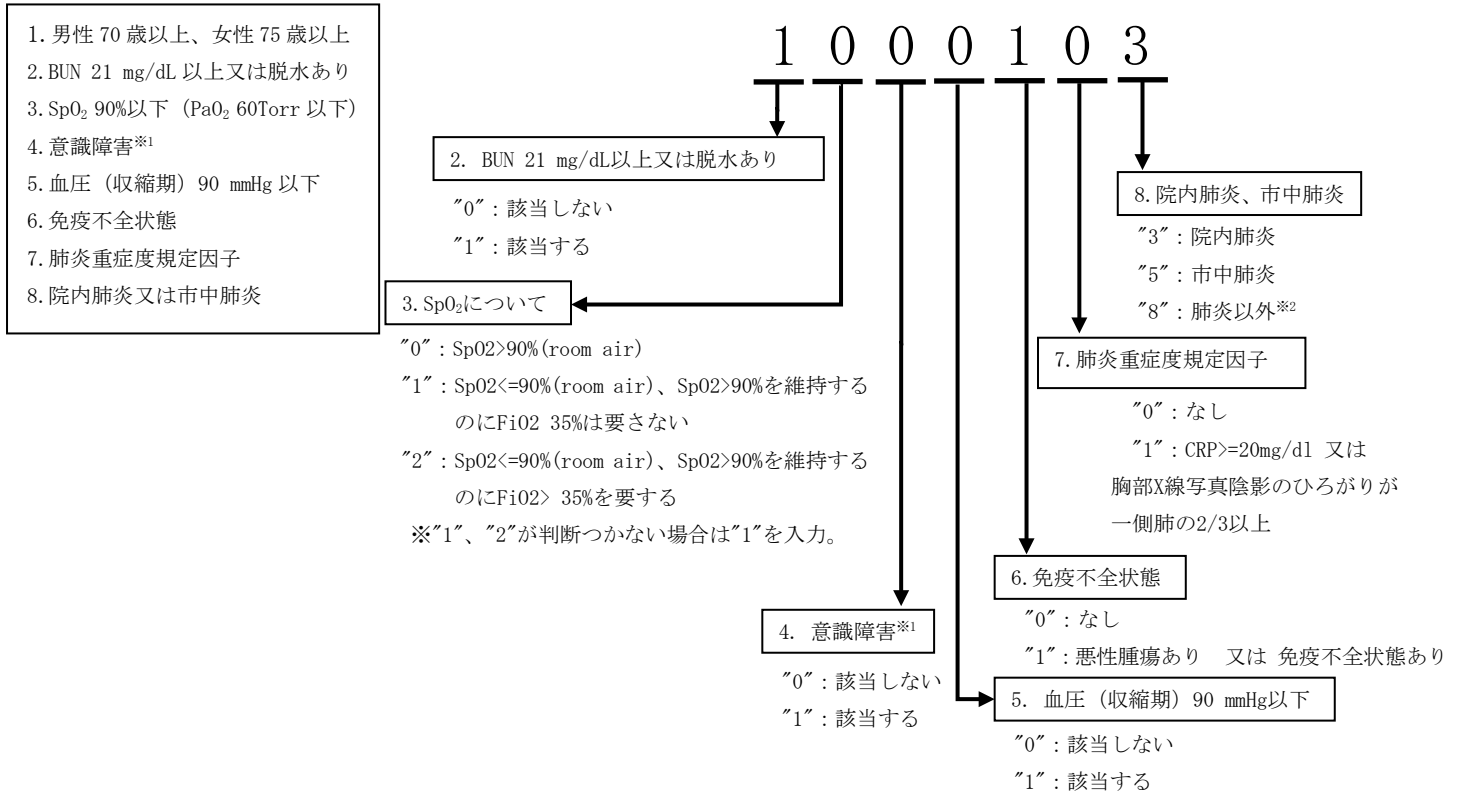 1.男性 70 歳以上、女性 75 歳以上
2.BUN 21 mg/dL 以上又は脱水あり
3.SpO₂ 90%以下 (PaO₂ 60Torr 以下)
4.意識障害※1
5.血圧（収縮期）90 mmHg 以下
6.免疫不全状態
7.肺炎重症度規定因子
8.院内肺炎又は市中肺炎
1 0 0 0 1 0 3
2. BUN 21 mg/dL以上又は脱水あり
"0"：該当しない
"1"：該当する
3.SpO₂について
"0"：SpO2>90%(room air)
"1"：SpO2<=90%(room air)、SpO2>90%を維持する
のにFiO2 35%は要さない
"2"：SpO2<=90%(room air)、SpO2>90%を維持する
のにFiO2> 35%を要する
※"1"、"2"が判断つかない場合は"1"を入力。
4. 意識障害※1
"0"：該当しない
"1"：該当する
5. 血圧（収縮期）90 mmHg以下
"0"：該当しない
"1"：該当する
6.免疫不全状態
"0"：なし
"1"：悪性腫瘍あり 又は 免疫不全状態あり
7.肺炎重症度規定因子
"0"：なし
"1"：CRP>=20mg/dl 又は
胸部X線写真陰影のひろがりが
一側肺の2/3以上
8.院内肺炎、市中肺炎
"3"：院内肺炎
"5"：市中肺炎
"8"：肺炎以外※2